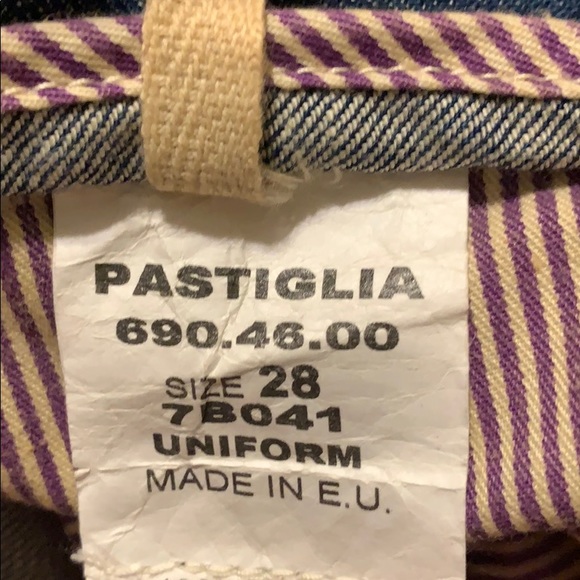 PASTIGLIA
690.46.00
SIZE 28
7B041
UNIFORM
MADE IN E.U.